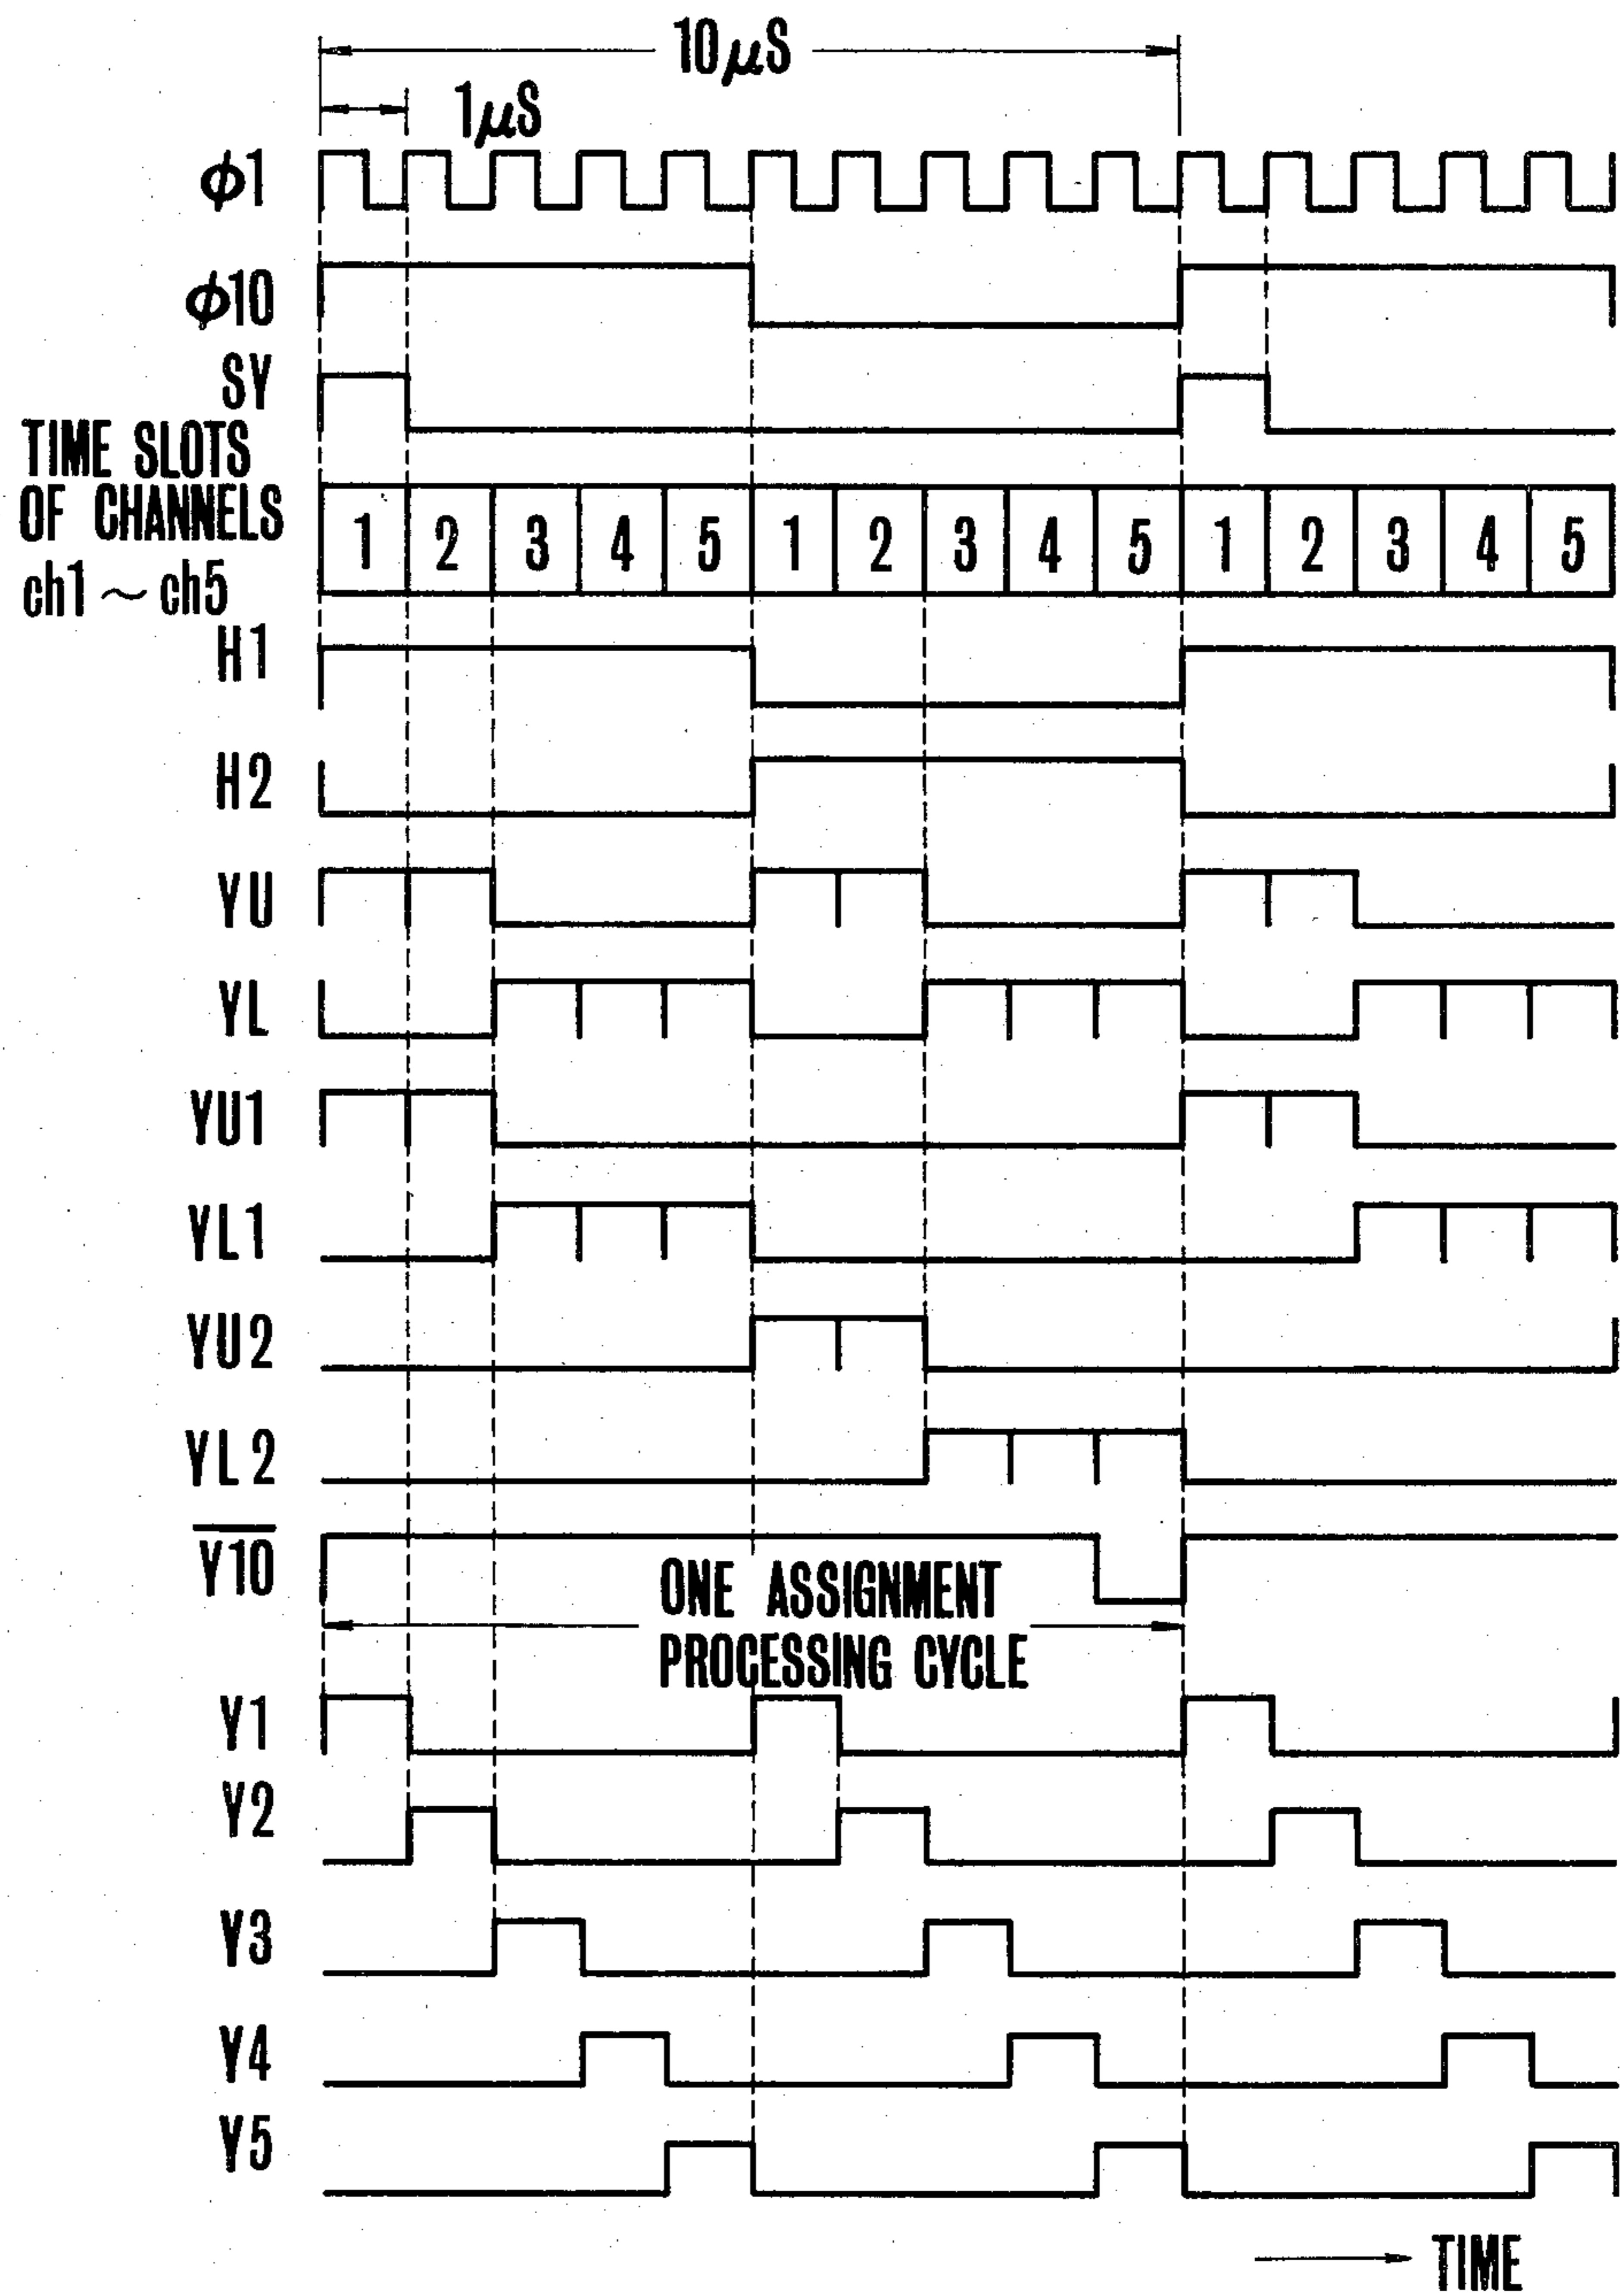 10μS
1μS
ϕ1
ϕ10
SY
TIME SLOTS
OF CHANNELS
ch1 ~ ch5
1 2 3 4 5 1 2 3 4 5 1 2 3 4 5
H1
H2
YU
YL
YU1
YL1
YU2
YL2
Y̅1̅0̅
ONE ASSIGNMENT
PROCESSING CYCLE
Y1
Y2
Y3
Y4
Y5
TIME